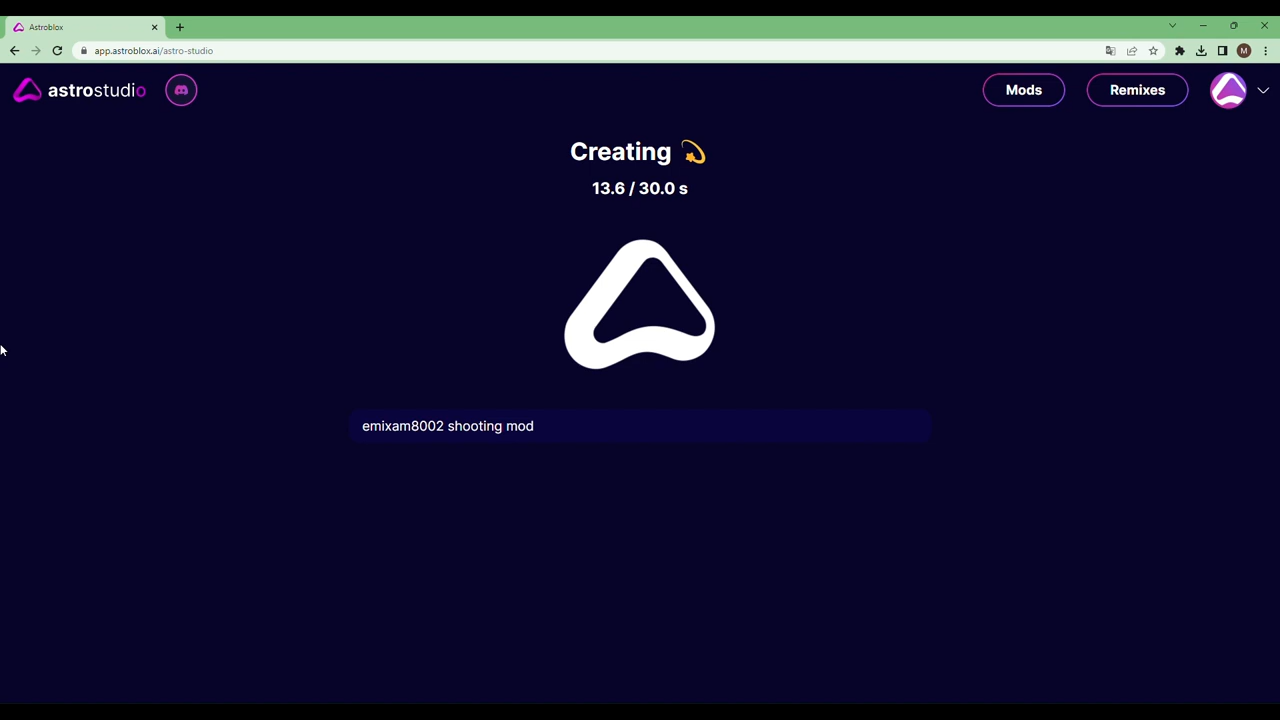 Astroblox
app.astroblox.ai/astro-studio
M
astrostudio
Mods
Remixes
Creating
13.6 / 30.0 s
emixam8002 shooting mod